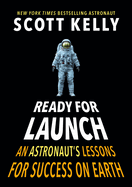 NEW YORK TIMES BESTSELLING ASTRONAUT
SCOTT KELLY
READY FOR
LAUNCH
AN ASTRONAUT'S LESSONS
FOR SUCCESS ON EARTH